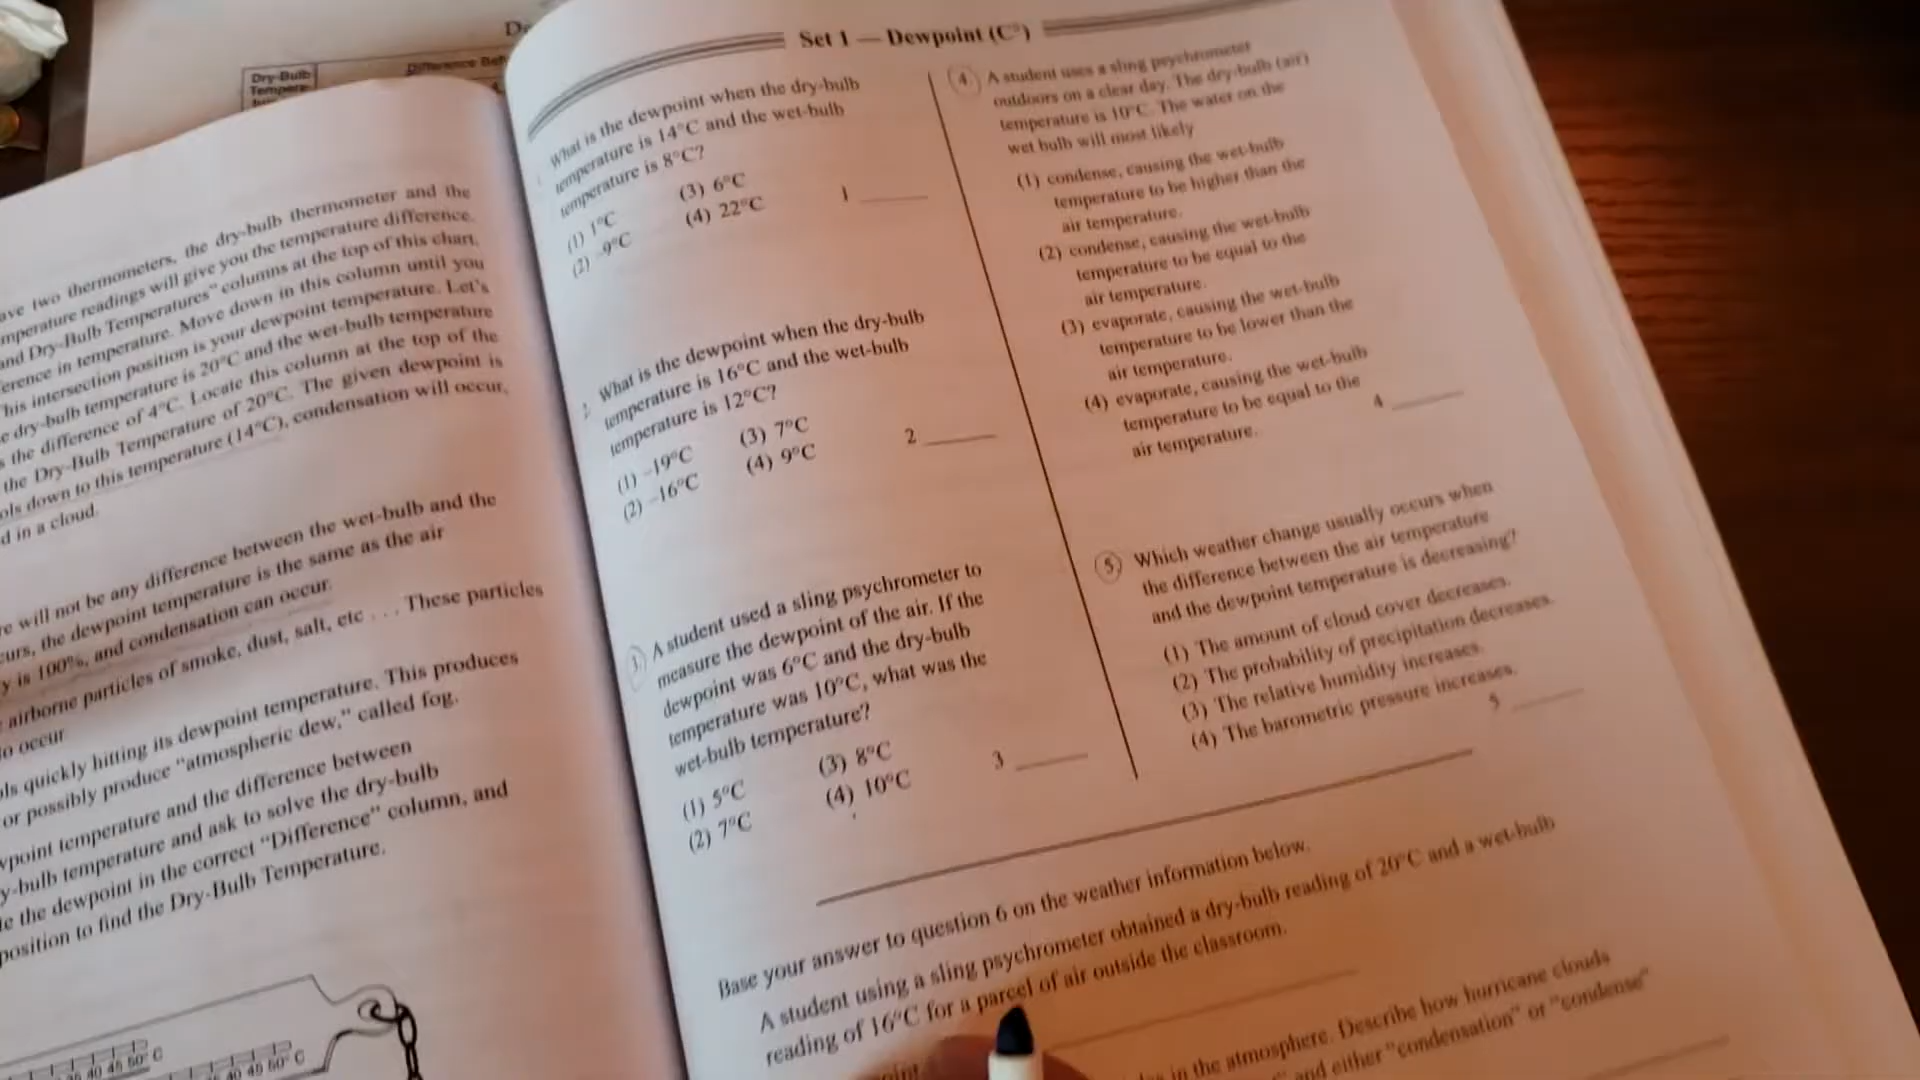 Dry-Bulb
Tempera-
Difference Bet
ave two thermometers, the dry-bulb thermometer and the
mperature readings will give you the temperature difference.
and Dry-Bulb Temperatures" columns at the top of this chart.
erence in temperature. Move down in this column until you
his intersection position is your dewpoint temperature. Let's
e dry-bulb temperature is 20°C and the wet-bulb temperature
s the difference of 4°C. Locate this column at the top of the
the Dry-Bulb Temperature of 20°C. The given dewpoint is
ols down to this temperature (14°C), condensation will occur,
d in a cloud.
re will not be any difference between the wet-bulb and the
curs, the dewpoint temperature is the same as the air
y is 100%, and condensation can occur.
airborne particles of smoke, dust, salt, etc . . . These particles
to occur
ls quickly hitting its dewpoint temperature. This produces
or possibly produce "atmospheric dew," called fog.
wpoint temperature and the difference between
y-bulb temperature and ask to solve the dry-bulb
te the dewpoint in the correct "Difference" column, and
position to find the Dry-Bulb Temperature.
40 45 50° C
40 45 50° C
Set 1 — Dewpoint (C°)
What is the dewpoint when the dry-bulb
temperature is 14°C and the wet-bulb
temperature is 8°C?
(1) 1°C (3) 6°C
(2) -9°C (4) 22°C 1
2. What is the dewpoint when the dry-bulb
temperature is 16°C and the wet-bulb
temperature is 12°C?
(1) -19°C (3) 7°C
(2) -16°C (4) 9°C 2
3. A student used a sling psychrometer to
measure the dewpoint of the air. If the
dewpoint was 6°C and the dry-bulb
temperature was 10°C, what was the
wet-bulb temperature?
(1) 5°C (3) 8°C
(2) 7°C (4) 10°C 3
4. A student uses a sling psychrometer
outdoors on a clear day. The dry-bulb (air)
temperature is 10°C. The water on the
wet bulb will most likely
(1) condense, causing the wet-bulb
temperature to be higher than the
air temperature.
(2) condense, causing the wet-bulb
temperature to be equal to the
air temperature.
(3) evaporate, causing the wet-bulb
temperature to be lower than the
air temperature.
(4) evaporate, causing the wet-bulb
temperature to be equal to the
air temperature. 4
5. Which weather change usually occurs when
the difference between the air temperature
and the dewpoint temperature is decreasing?
(1) The amount of cloud cover decreases.
(2) The probability of precipitation decreases.
(3) The relative humidity increases.
(4) The barometric pressure increases.
5
Base your answer to question 6 on the weather information below.
A student using a sling psychrometer obtained a dry-bulb reading of 20°C and a wet-bulb
reading of 16°C for a parcel of air outside the classroom.
in the atmosphere. Describe how hurricane clouds
and either "condensation" or "condense"